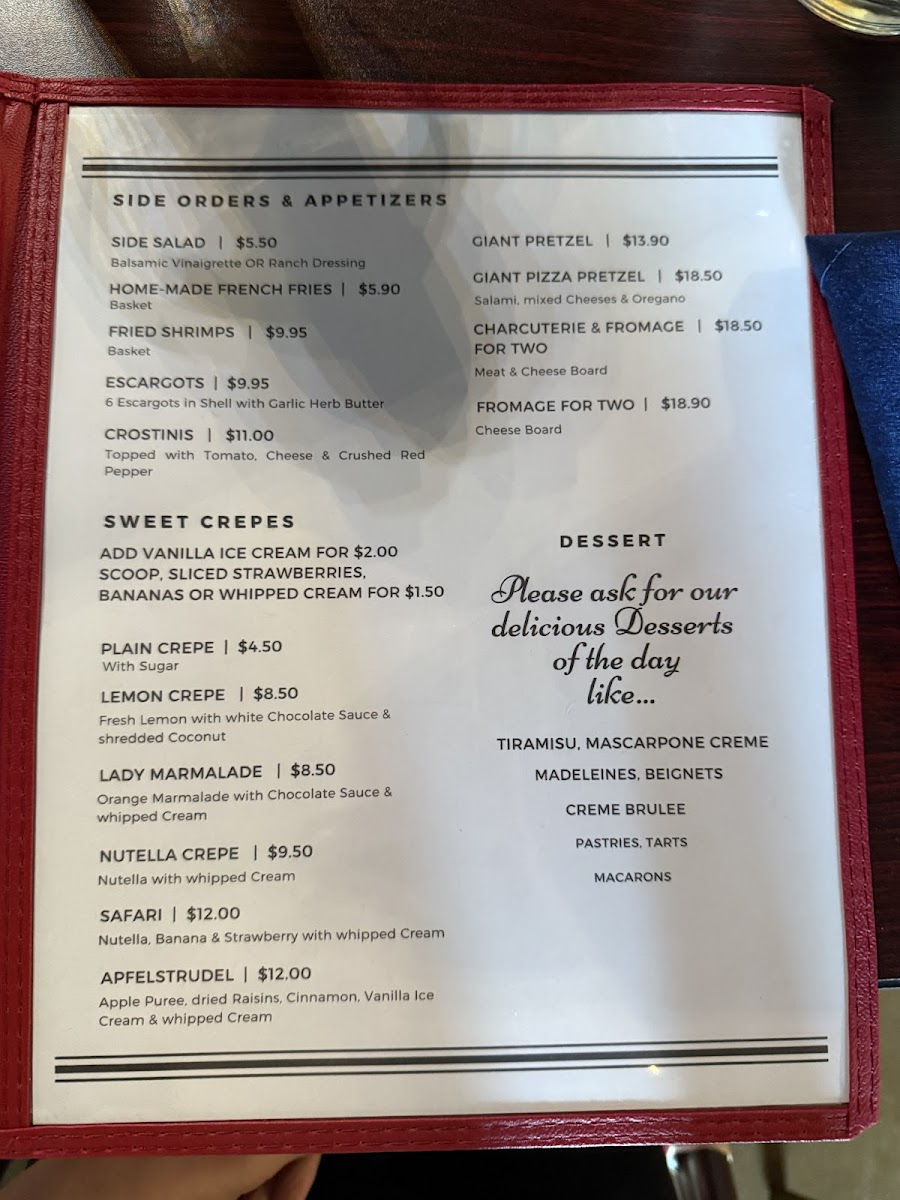 SIDE ORDERS & APPETIZERS
SIDE SALAD | $5.50
Balsamic Vinaigrette OR Ranch Dressing
HOME-MADE FRENCH FRIES | $5.90
Basket
FRIED SHRIMPS | $9.95
Basket
ESCARGOTS | $9.95
6 Escargots in Shell with Garlic Herb Butter
CROSTINIS | $11.00
Topped with Tomato, Cheese & Crushed Red
Pepper
GIANT PRETZEL | $13.90
GIANT PIZZA PRETZEL | $18.50
Salami, mixed Cheeses & Oregano
CHARCUTERIE & FROMAGE | $18.50
FOR TWO
Meat & Cheese Board
FROMAGE FOR TWO | $18.90
Cheese Board
SWEET CREPES
ADD VANILLA ICE CREAM FOR $2.00
SCOOP, SLICED STRAWBERRIES,
BANANAS OR WHIPPED CREAM FOR $1.50
PLAIN CREPE | $4.50
With Sugar
LEMON CREPE | $8.50
Fresh Lemon with white Chocolate Sauce &
shredded Coconut
LADY MARMALADE | $8.50
Orange Marmalade with Chocolate Sauce &
whipped Cream
NUTELLA CREPE | $9.50
Nutella with whipped Cream
SAFARI | $12.00
Nutella, Banana & Strawberry with whipped Cream
APFELSTRUDEL | $12.00
Apple Puree, dried Raisins, Cinnamon, Vanilla Ice
Cream & whipped Cream
DESSERT
Please ask for our
delicious Desserts
of the day
like...
TIRAMISU, MASCARPONE CREME
MADELEINES, BEIGNETS
CREME BRULEE
PASTRIES, TARTS
MACARONS